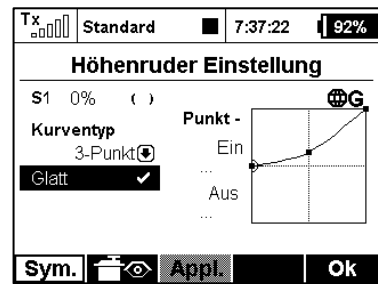 Tx Standard 7:37:22 92%
Höhenruder Einstellung
S1 0% ( ) G
Kurventyp Punkt -
3-Punkt Ein
Glatt ...
Aus
...
Sym. Appl. Ok